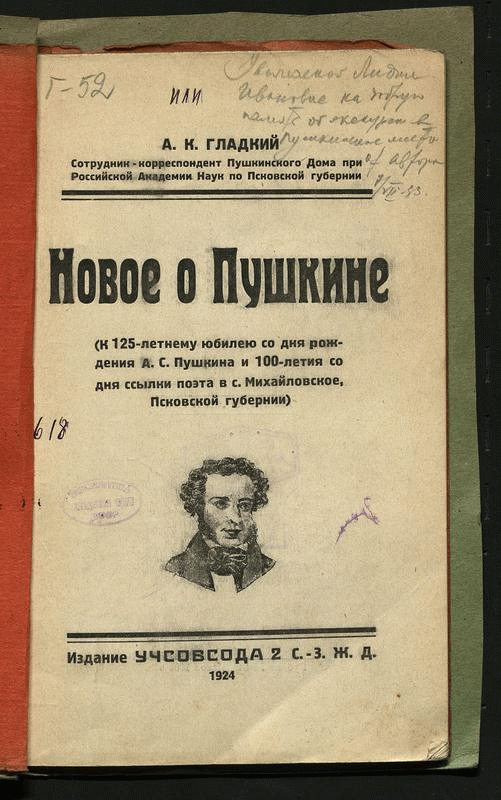 Г-52
или
А. К. ГЛАДКИЙ
Сотрудник-корреспондент Пушкинского Дома при
Российской Академии Наук по Псковской губернии
Новое о Пушкине
(К 125-летнему юбилею со дня рож-
дения А. С. Пушкина и 100-летия со
дня ссылки поэта в с. Михайловское,
Псковской губернии)
618
Издание УЧСОВСОДА 2 С.-З. Ж. Д.
1924